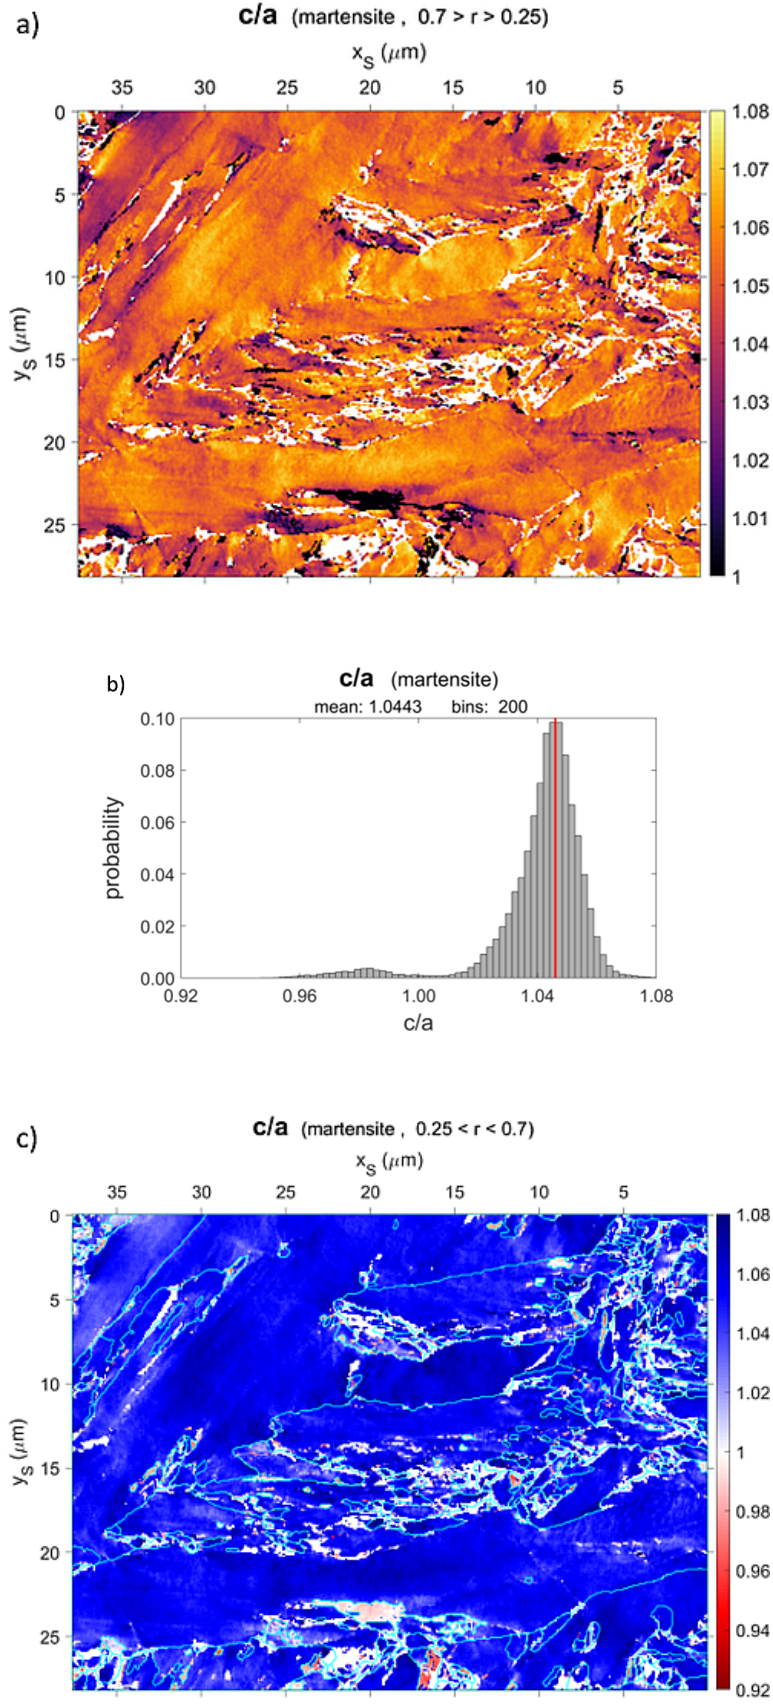 a)
c/a (martensite , 0.7 > r > 0.25)
x_S (μm)
35 30 25 20 15 10 5
0
5
10
15
20
25
y_S (μm)
1.08
1.07
1.06
1.05
1.04
1.03
1.02
1.01
1
b)
c/a (martensite)
mean: 1.0443 bins: 200
0.10
0.08
0.06
0.04
0.02
0.00
probability
0.92 0.96 1.00 1.04 1.08
c/a
c)
c/a (martensite , 0.25 < r < 0.7)
x_S (μm)
35 30 25 20 15 10 5
0
5
10
15
20
25
y_S (μm)
1.08
1.06
1.04
1.02
1
0.98
0.96
0.94
0.92